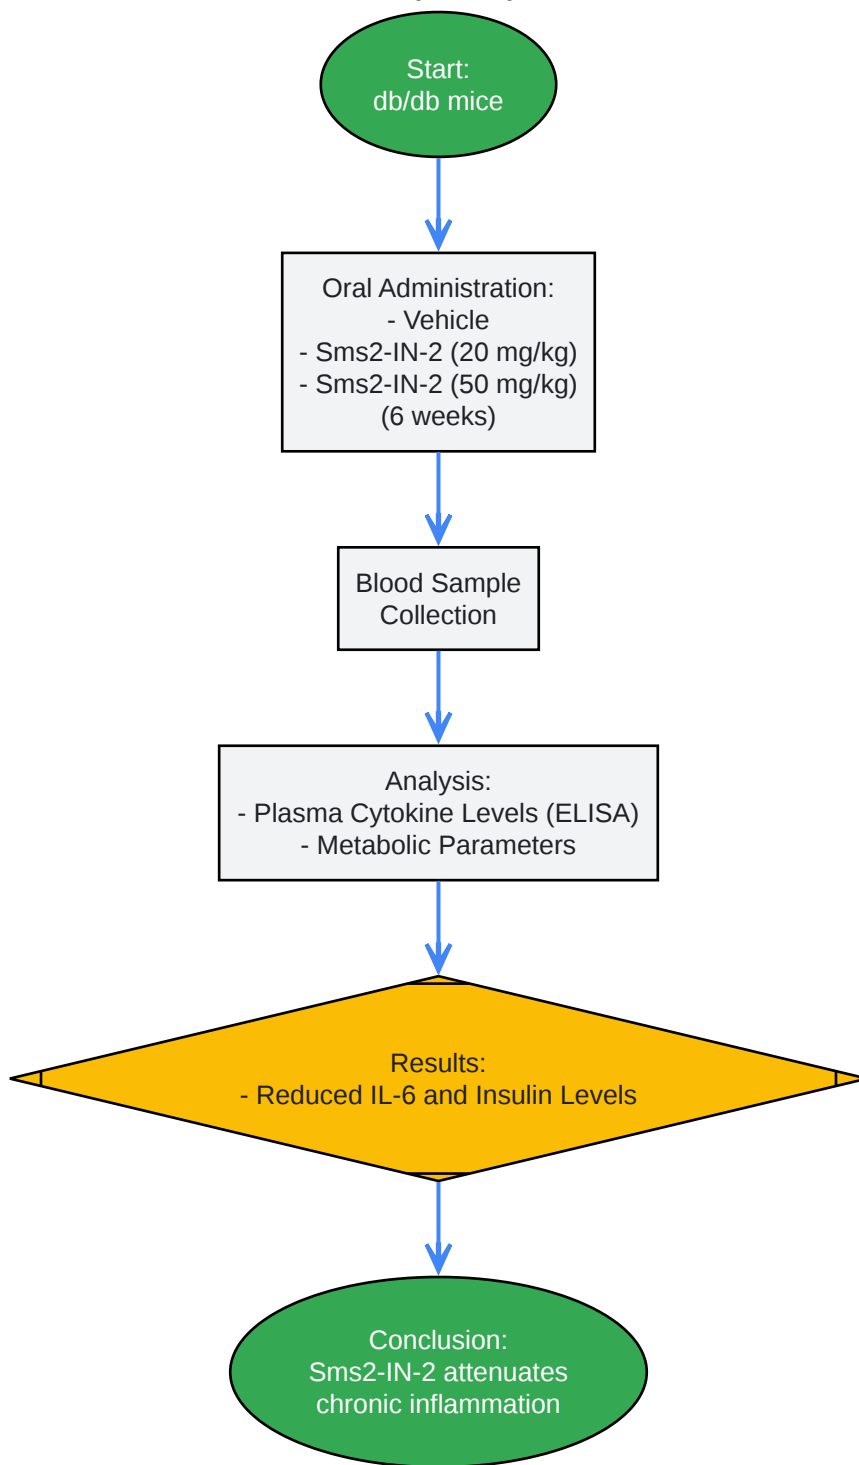 Start:
db/db mice
Oral Administration:
- Vehicle
- Sms2-IN-2 (20 mg/kg)
- Sms2-IN-2 (50 mg/kg)
(6 weeks)
Blood Sample
Collection
Analysis:
- Plasma Cytokine Levels (ELISA)
- Metabolic Parameters
Results:
- Reduced IL-6 and Insulin Levels
Conclusion:
Sms2-IN-2 attenuates
chronic inflammation